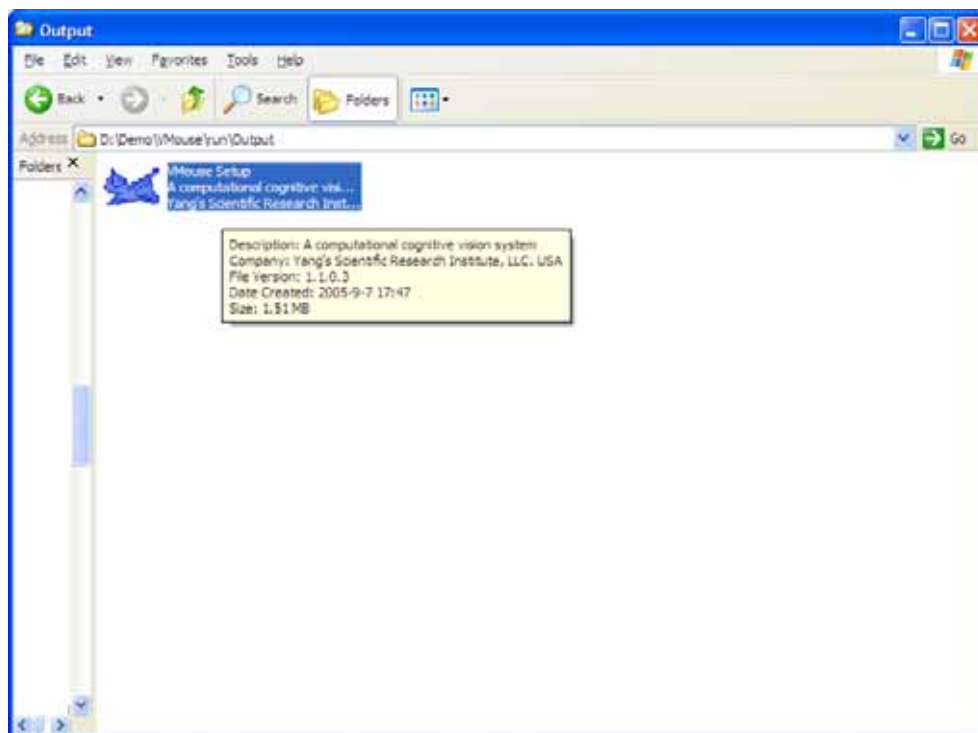 Output
File Edit View Favorites Tools Help
Back Search Folders
Address D:\Demo\VMouse\run\Output Go
Folders X
VMouse Setup
A computational cognitive visi...
Yang's Scientific Research Inst...
Description: A computational cognitive vision system
Company: Yang's Scientific Research Institute, LLC. USA
File Version: 1.1.0.3
Date Created: 2005-9-7 17:47
Size: 1.51 MB